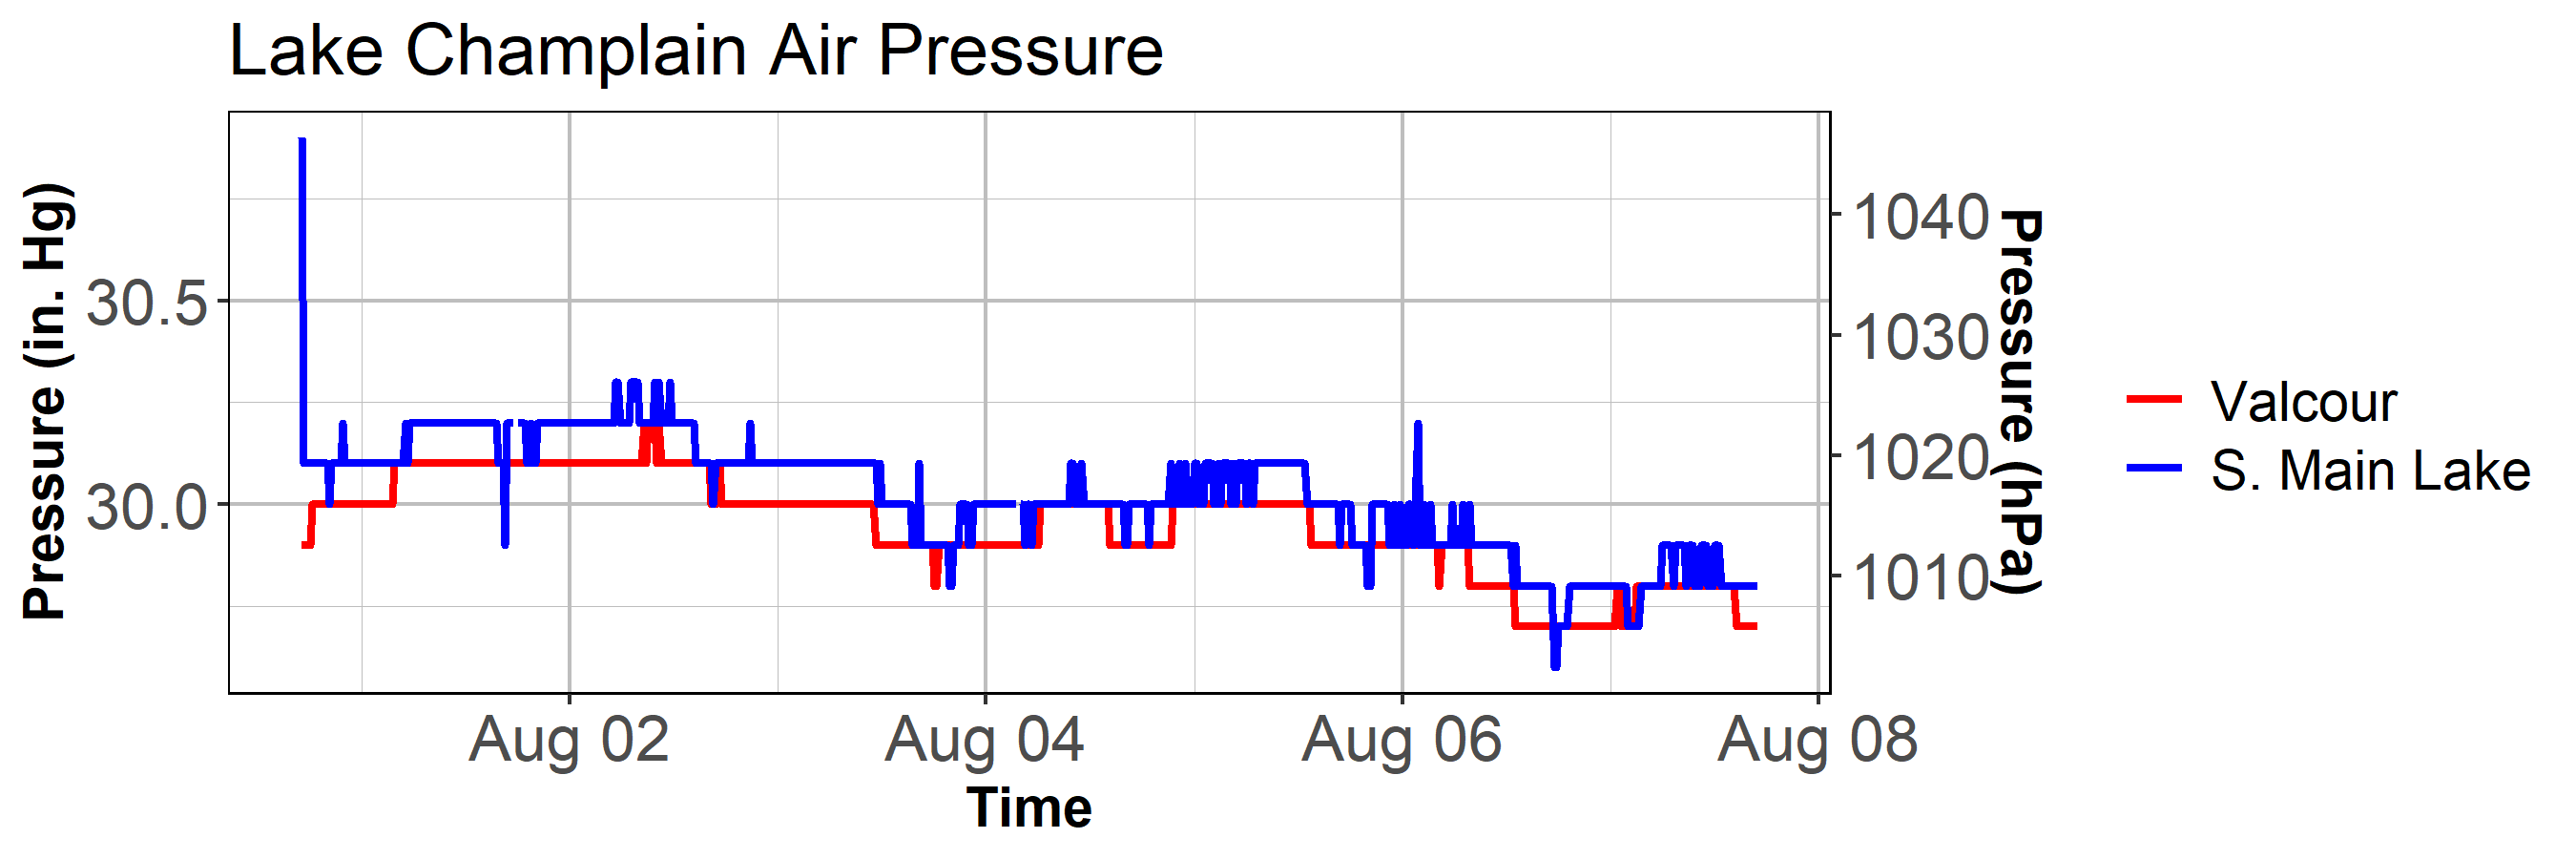 Lake Champlain Air Pressure
Pressure (in. Hg)
30.5
30.0
1040
1030
1020
1010
Pressure (hPa)
Valcour
S. Main Lake
Aug 02
Aug 04
Aug 06
Aug 08
Time